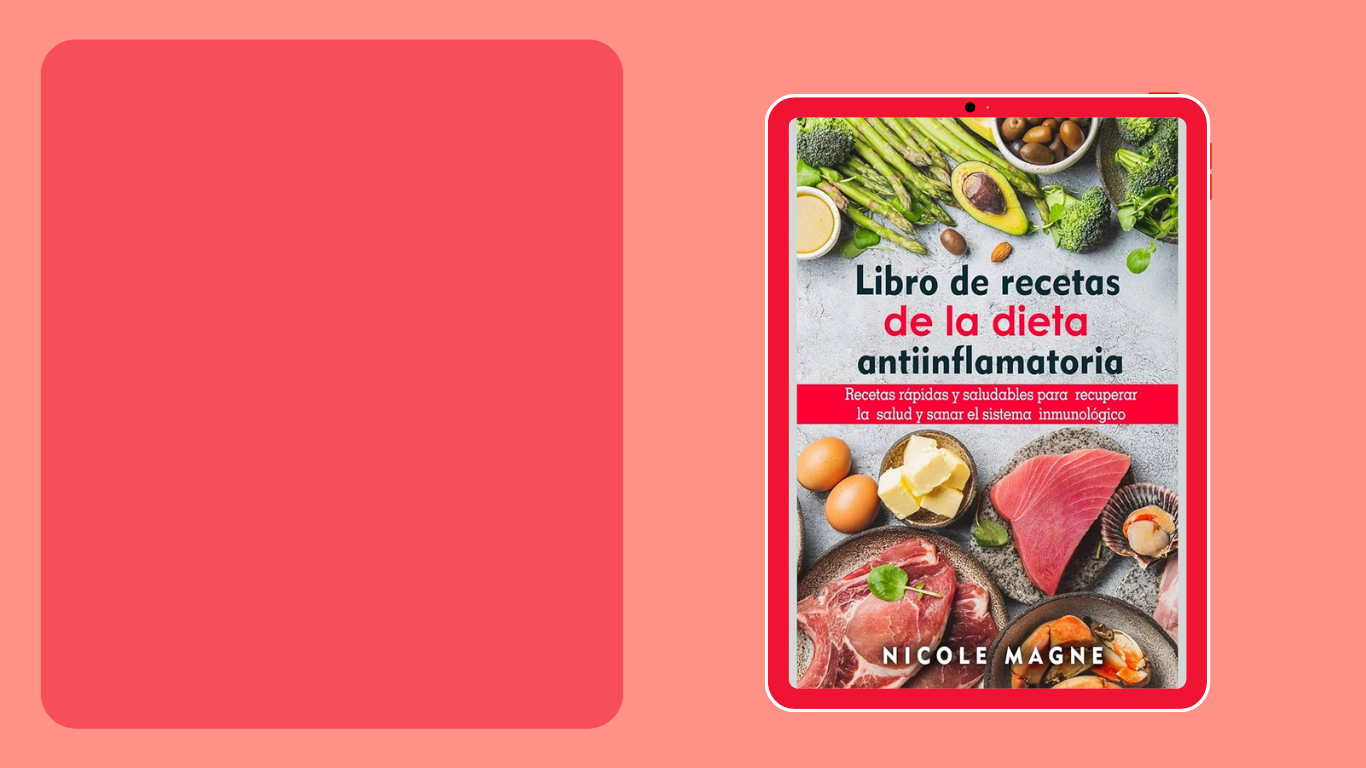 Libro de recetas
de la dieta
antiinflamatoria
Recetas rápidas y saludables para recuperar
la salud y sanar el sistema inmunológico
NICOLE MAGNE